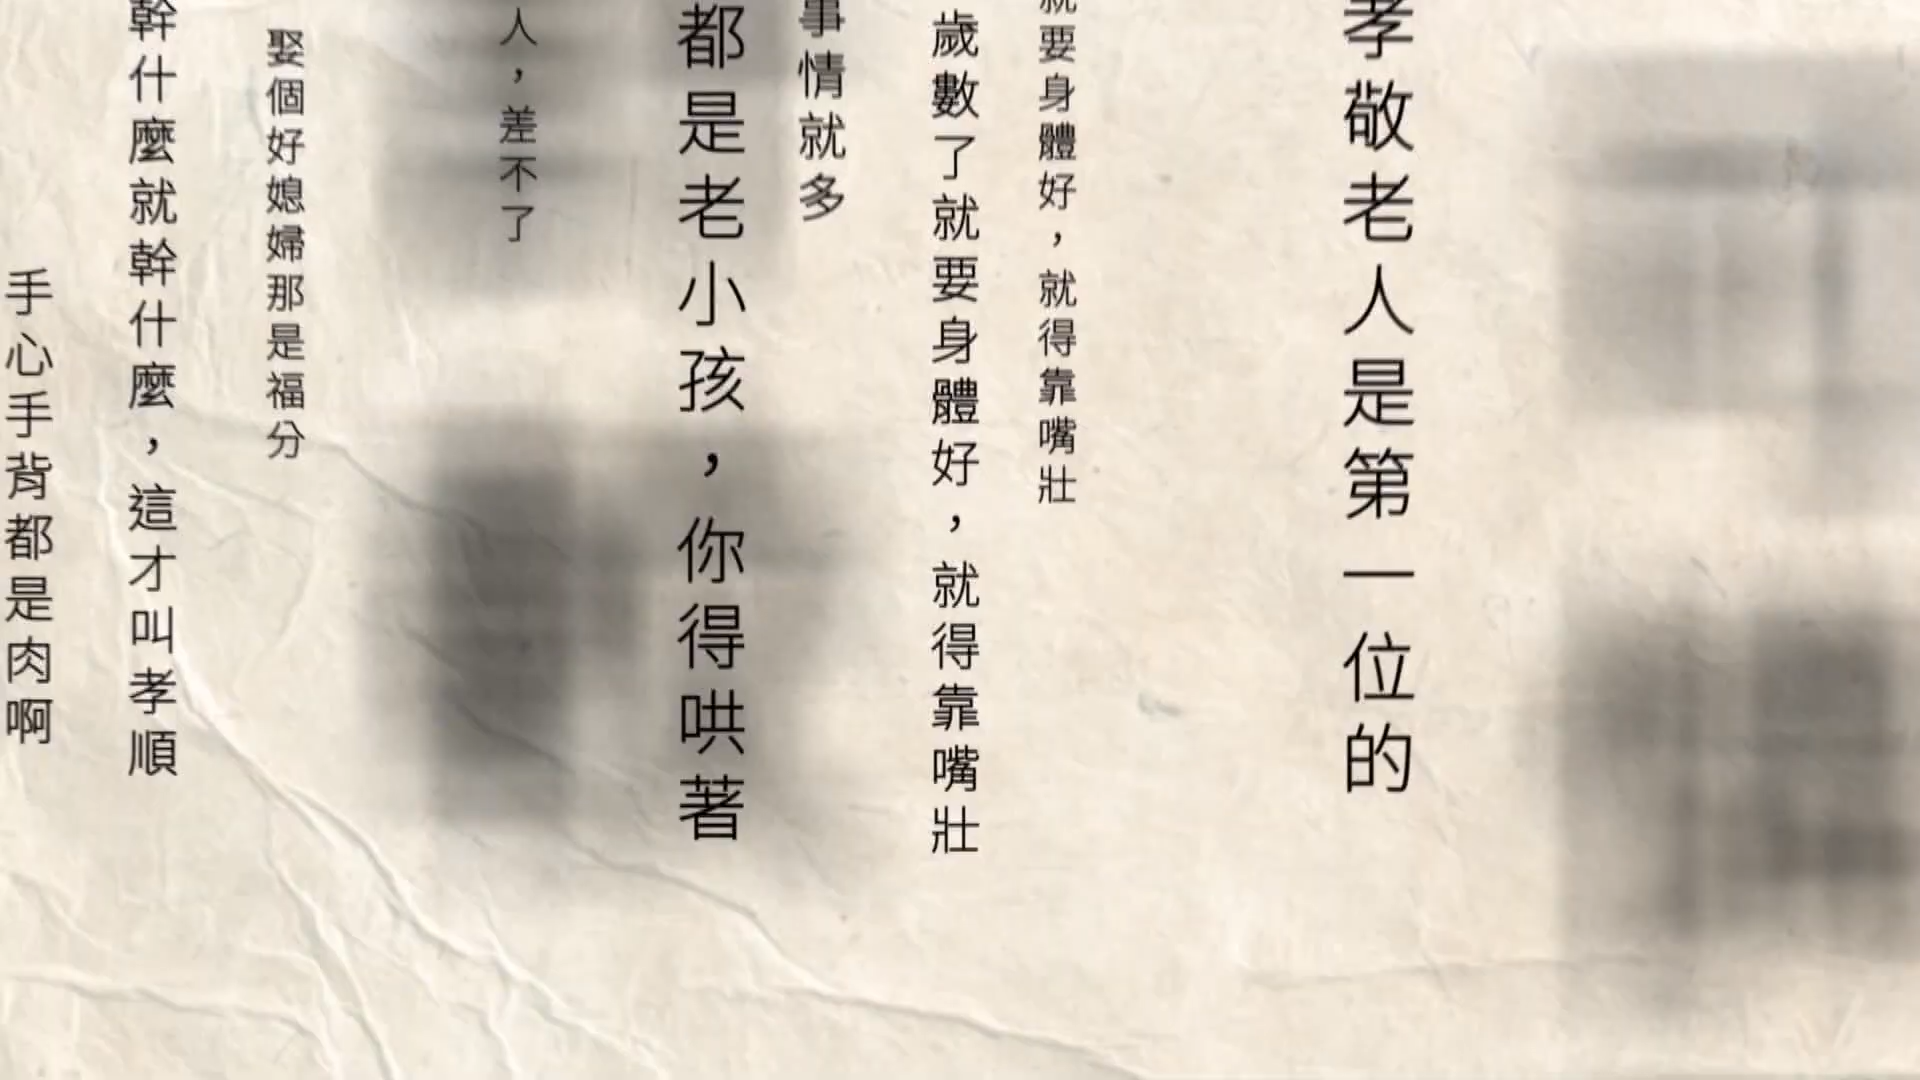 孝敬老人是第一位的
就要身體好，就得靠嘴壯
歲數了就要身體好，就得靠嘴壯
事情就多
都是老小孩，你得哄著
人，差不了
娶個好媳婦那是福分
幹什麼就幹什麼，這才叫孝順
手心手背都是肉啊